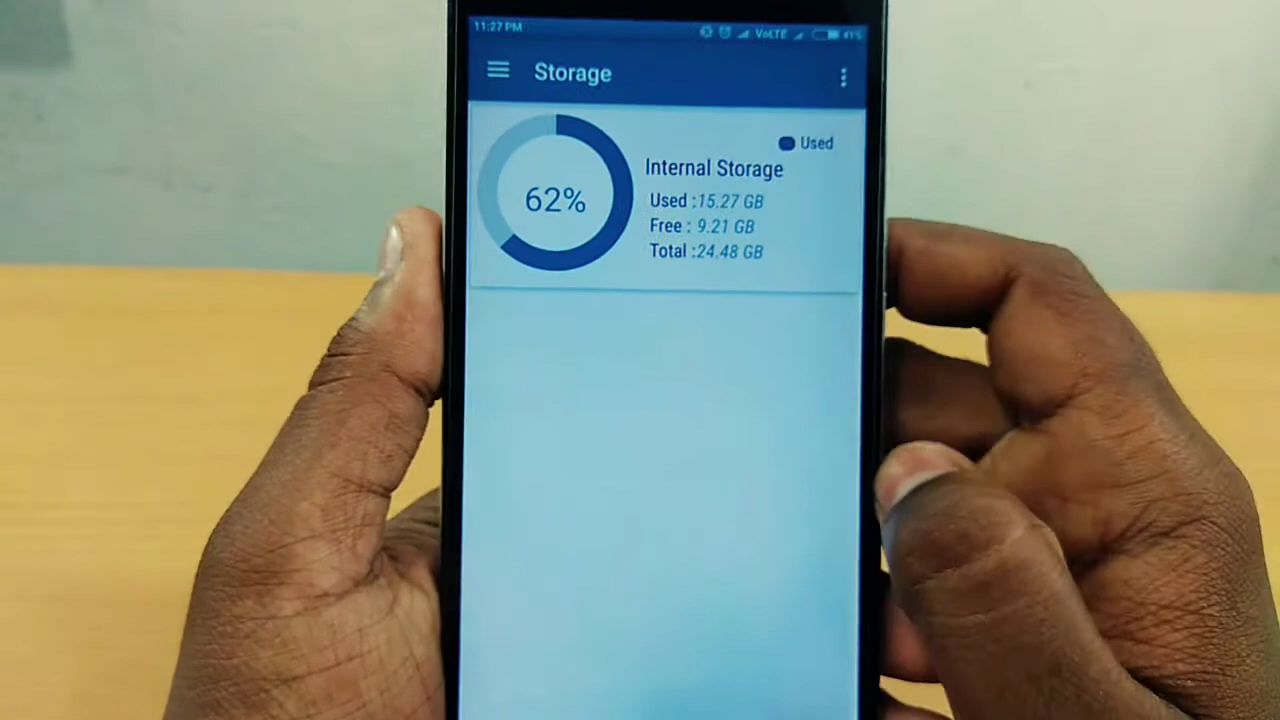 11:27 PM VoLTE 41%
Storage
Used
62%
Internal Storage
Used :15.27 GB
Free : 9.21 GB
Total :24.48 GB